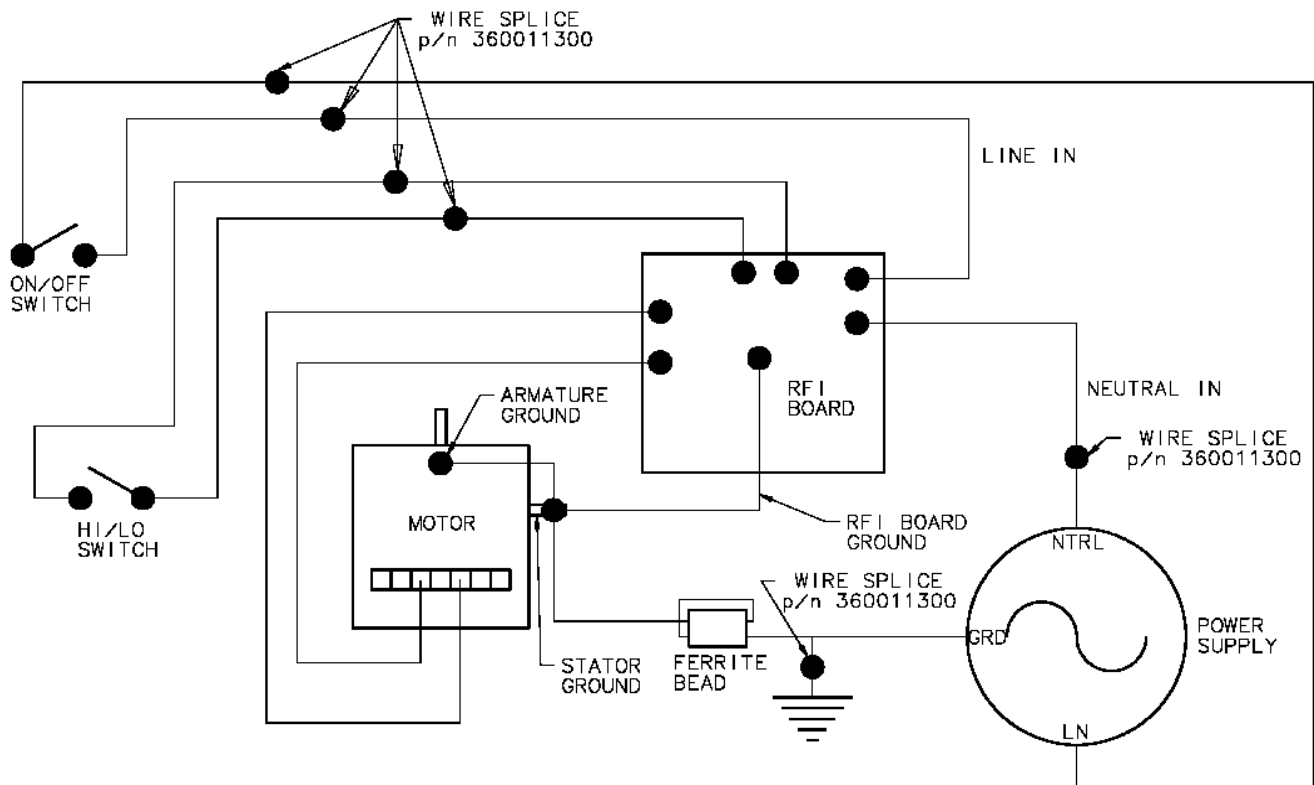 WIRE SPLICE
p/n 360011300
LINE IN
ON/OFF
SWITCH
RFI
BOARD
ARMATURE
GROUND
NEUTRAL IN
WIRE SPLICE
p/n 360011300
MOTOR
HI/LO
SWITCH
RFI BOARD
GROUND
NTRL
WIRE SPLICE
p/n 360011300
GRD
POWER
SUPPLY
STATOR
GROUND
FERRITE
BEAD
LN